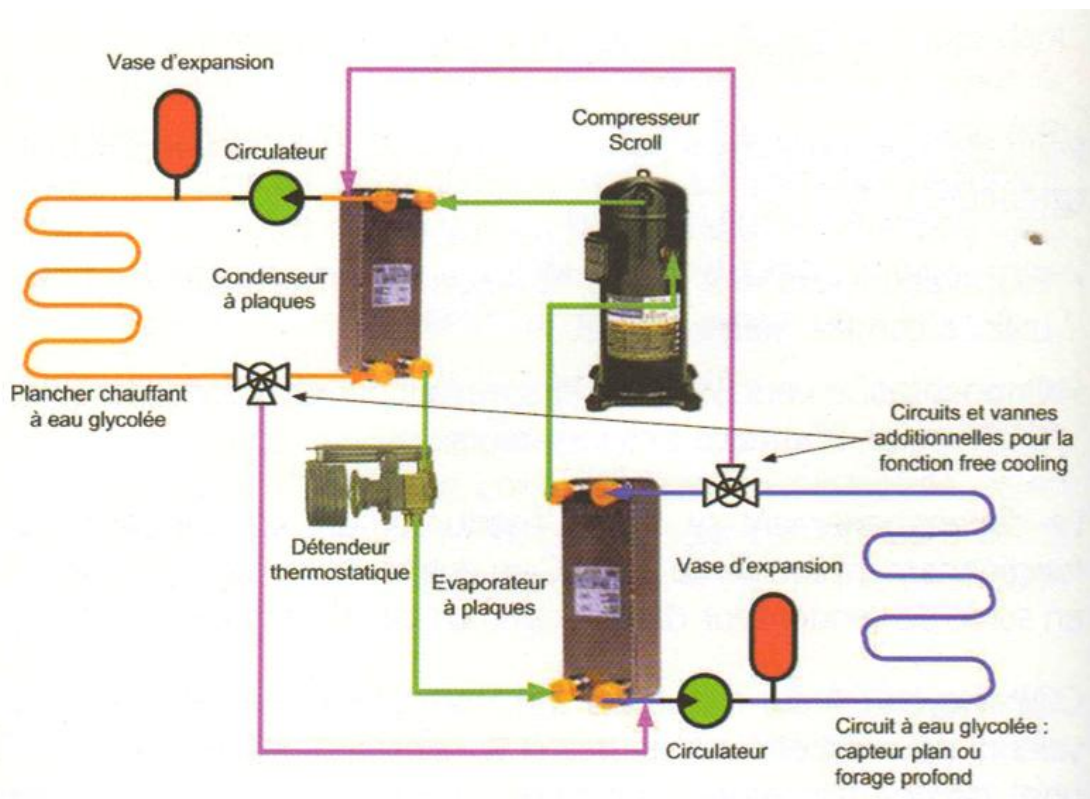 Vase d'expansion
Circulateur
Compresseur
Scroll
Condenseur
à plaques
Plancher chauffant
à eau glycolée
Circuits et vannes
additionnelles pour la
fonction free cooling
Détendeur
thermostatique
Evaporateur
à plaques
Vase d'expansion
Circulateur
Circuit à eau glycolée :
capteur plan ou
forage profond